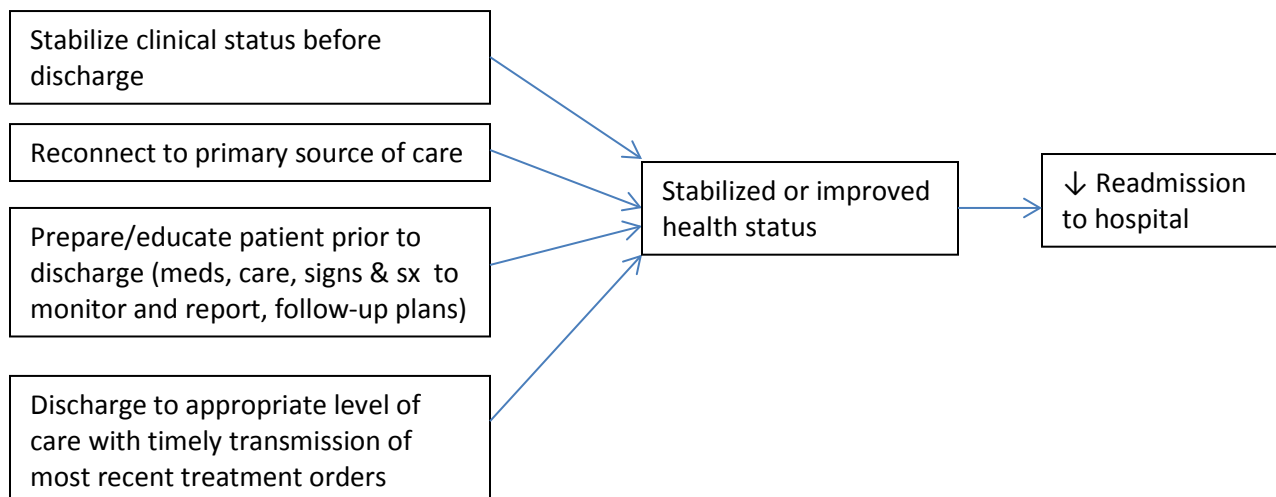 Stabilize clinical status before
discharge
Reconnect to primary source of care
Prepare/educate patient prior to
discharge (meds, care, signs & sx to
monitor and report, follow-up plans)
Discharge to appropriate level of
care with timely transmission of
most recent treatment orders
Stabilized or improved
health status
↓ Readmission
to hospital